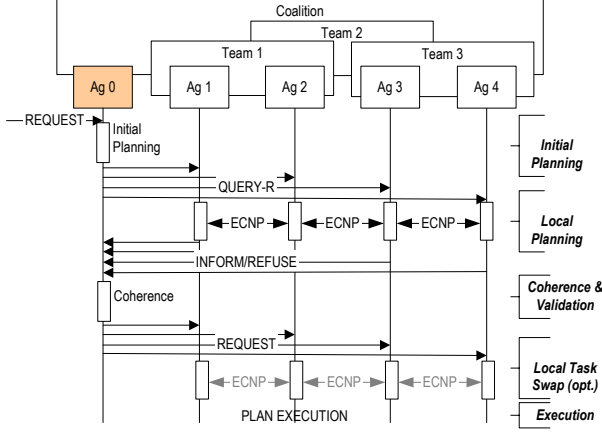 Coalition
Team 2
Team 1
Team 3
Ag 0
Ag 1
Ag 2
Ag 3
Ag 4
REQUEST
Initial
Planning
Initial
Planning
QUERY-R
ECNP
ECNP
ECNP
Local
Planning
INFORM/REFUSE
Coherence
Coherence &
Validation
REQUEST
ECNP
ECNP
ECNP
Local Task
Swap (opt.)
PLAN EXECUTION
Execution